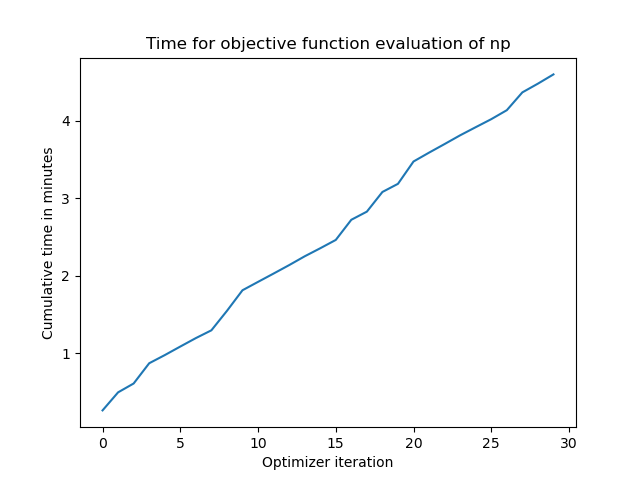 Time for objective function evaluation of np
Cumulative time in minutes
4
3
2
1
0 5 10 15 20 25 30
Optimizer iteration